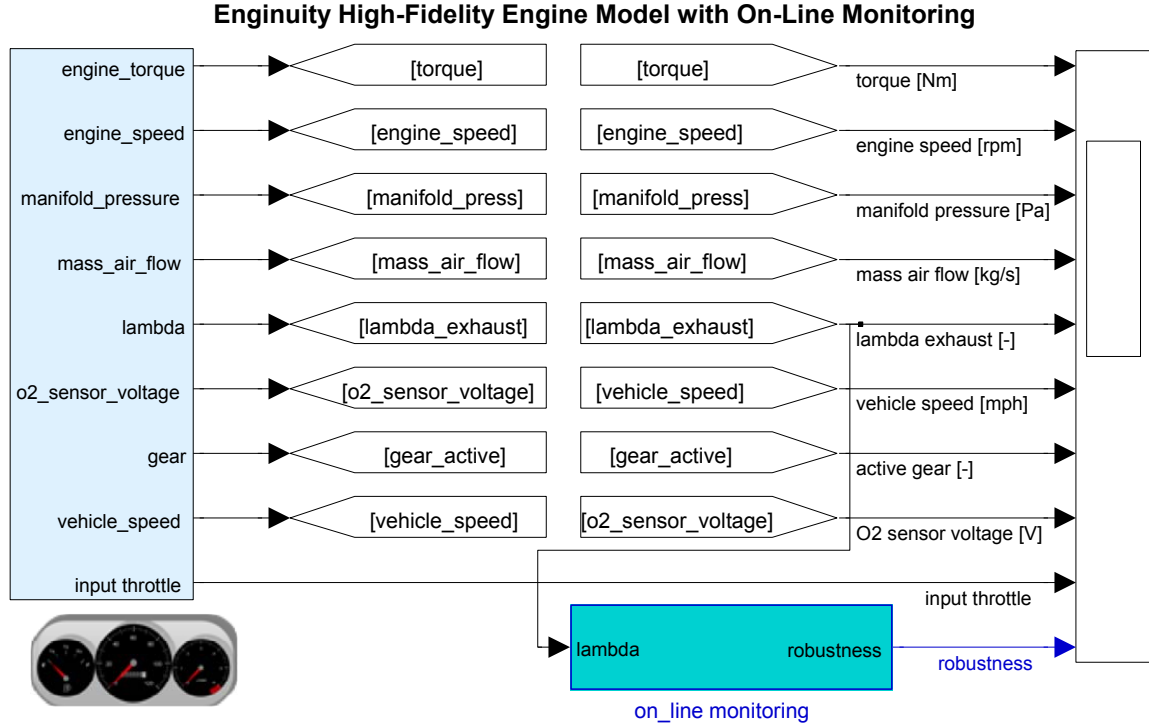 Enginuity High-Fidelity Engine Model with On-Line Monitoring
engine_torque [torque] [torque] torque [Nm]
engine_speed [engine_speed] [engine_speed] engine speed [rpm]
manifold_pressure [manifold_press] [manifold_press] manifold pressure [Pa]
mass_air_flow [mass_air_flow] [mass_air_flow] mass air flow [kg/s]
lambda [lambda_exhaust] [lambda_exhaust] lambda exhaust [-]
o2_sensor_voltage [o2_sensor_voltage] [vehicle_speed] vehicle speed [mph]
gear [gear_active] [gear_active] active gear [-]
vehicle_speed [vehicle_speed] [o2_sensor_voltage] O2 sensor voltage [V]
input throttle input throttle
lambda robustness robustness
on_line monitoring